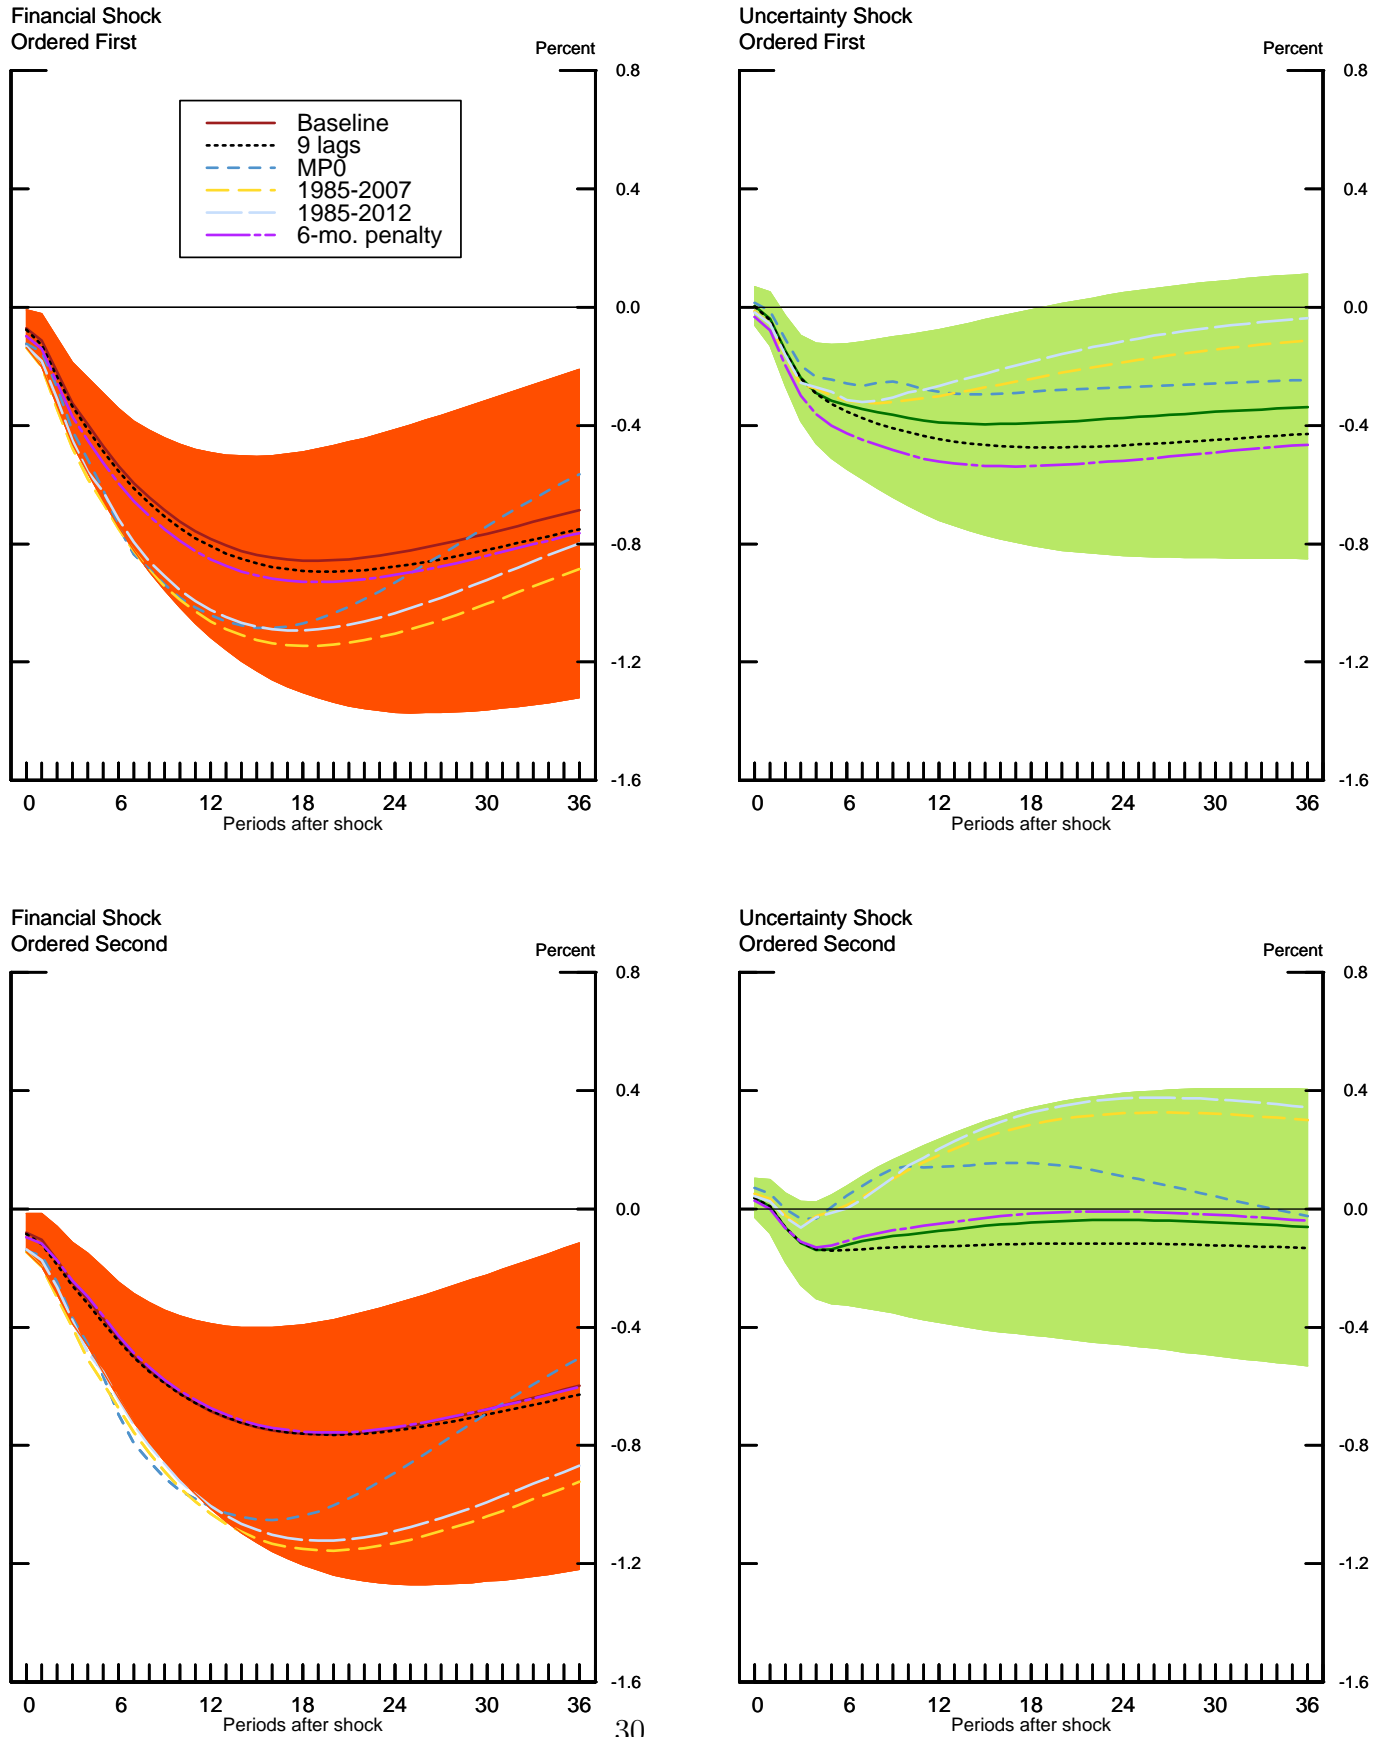 Financial Shock
Ordered First
Percent
Baseline
9 lags
MP0
1985-2007
1985-2012
6-mo. penalty
0.8
0.4
0.0
-0.4
-0.8
-1.2
-1.6
0 6 12 18 24 30 36
Periods after shock
Uncertainty Shock
Ordered First
Percent
0.8
0.4
0.0
-0.4
-0.8
-1.2
-1.6
0 6 12 18 24 30 36
Periods after shock
Financial Shock
Ordered Second
Percent
0.8
0.4
0.0
-0.4
-0.8
-1.2
-1.6
0 6 12 18 24 30 36
Periods after shock
Uncertainty Shock
Ordered Second
Percent
0.8
0.4
0.0
-0.4
-0.8
-1.2
-1.6
0 6 12 18 24 30 36
Periods after shock
30